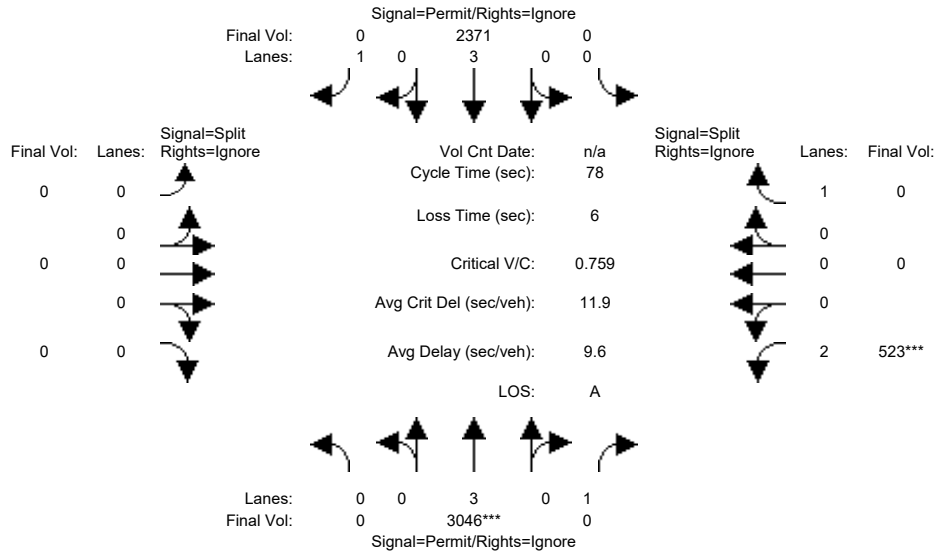 Signal=Permit/Rights=Ignore
Final Vol: 0 2371 0
Lanes: 1 0 3 0 0
Signal=Split
Final Vol: Lanes: Rights=Ignore
Vol Cnt Date: n/a
Signal=Split
Rights=Ignore Lanes: Final Vol:
Cycle Time (sec): 78
0 0
1 0
Loss Time (sec): 6
0
0
0 0
Critical V/C: 0.759
0 0
0
Avg Crit Del (sec/veh): 11.9
0
0 0
Avg Delay (sec/veh): 9.6
2 523***
LOS: A
Lanes: 0 0 3 0 1
Final Vol: 0 3046*** 0
Signal=Permit/Rights=Ignore